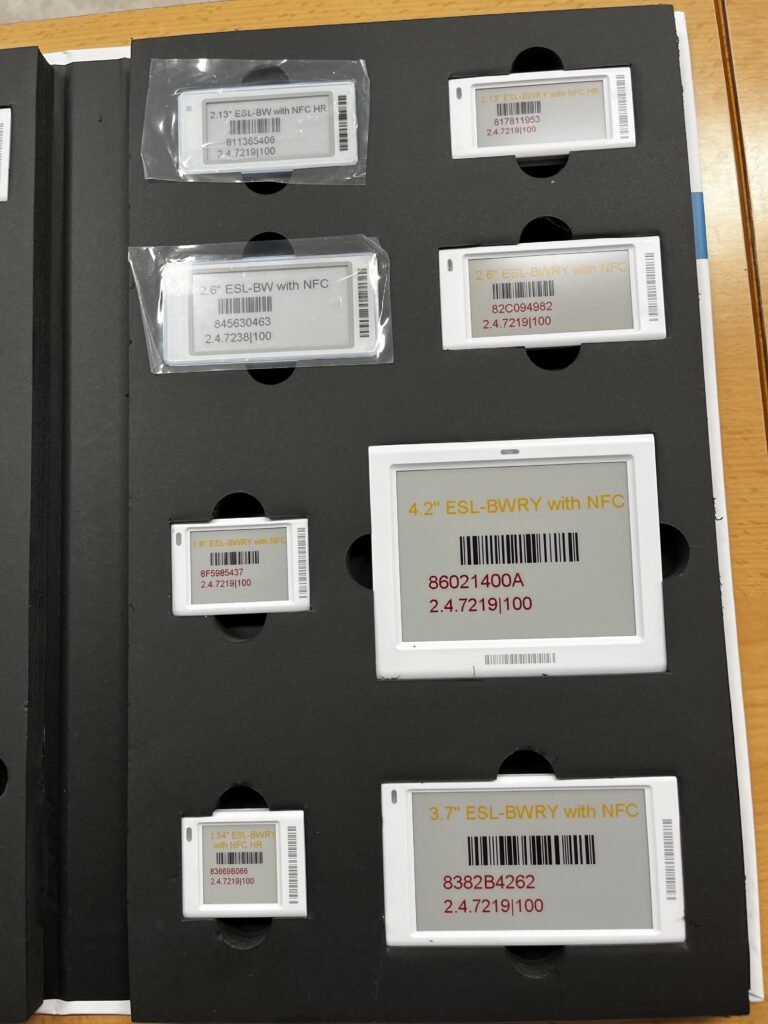 2.13" ESL-BW with NFC HR
811365406
2.4.7219|100
2.13" ESL-BWRY with NFC HR
817811953
2.4.7219|100
2.6" ESL-BW with NFC
845630463
2.4.7238|100
2.6" ESL-BWRY with NFC
82C094982
2.4.7219|100
1.8" ESL-BWRY with NFC
8F5985437
2.4.7219|100
4.2" ESL-BWRY with NFC
86021400A
2.4.7219|100
1.54" ESL-BWRY
with NFC HR
83669B066
2.4.7219|100
3.7" ESL-BWRY with NFC
8382B4262
2.4.7219|100